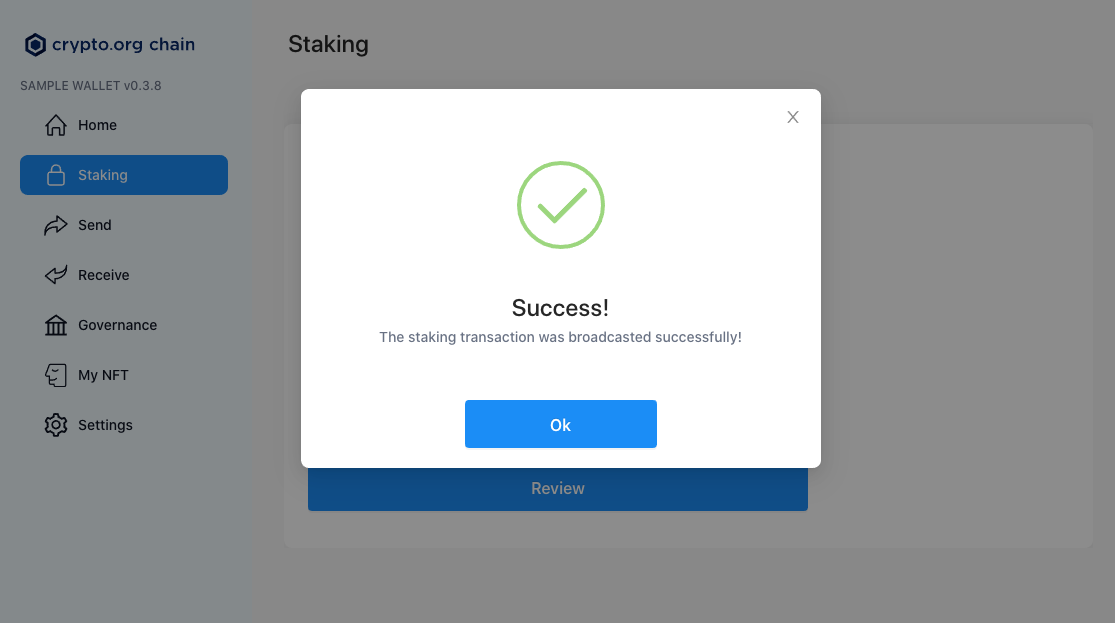 crypto.org chain
SAMPLE WALLET v0.3.8
Home
Staking
Send
Receive
Governance
My NFT
Settings
Staking
Success!
The staking transaction was broadcasted successfully!
Ok
Review